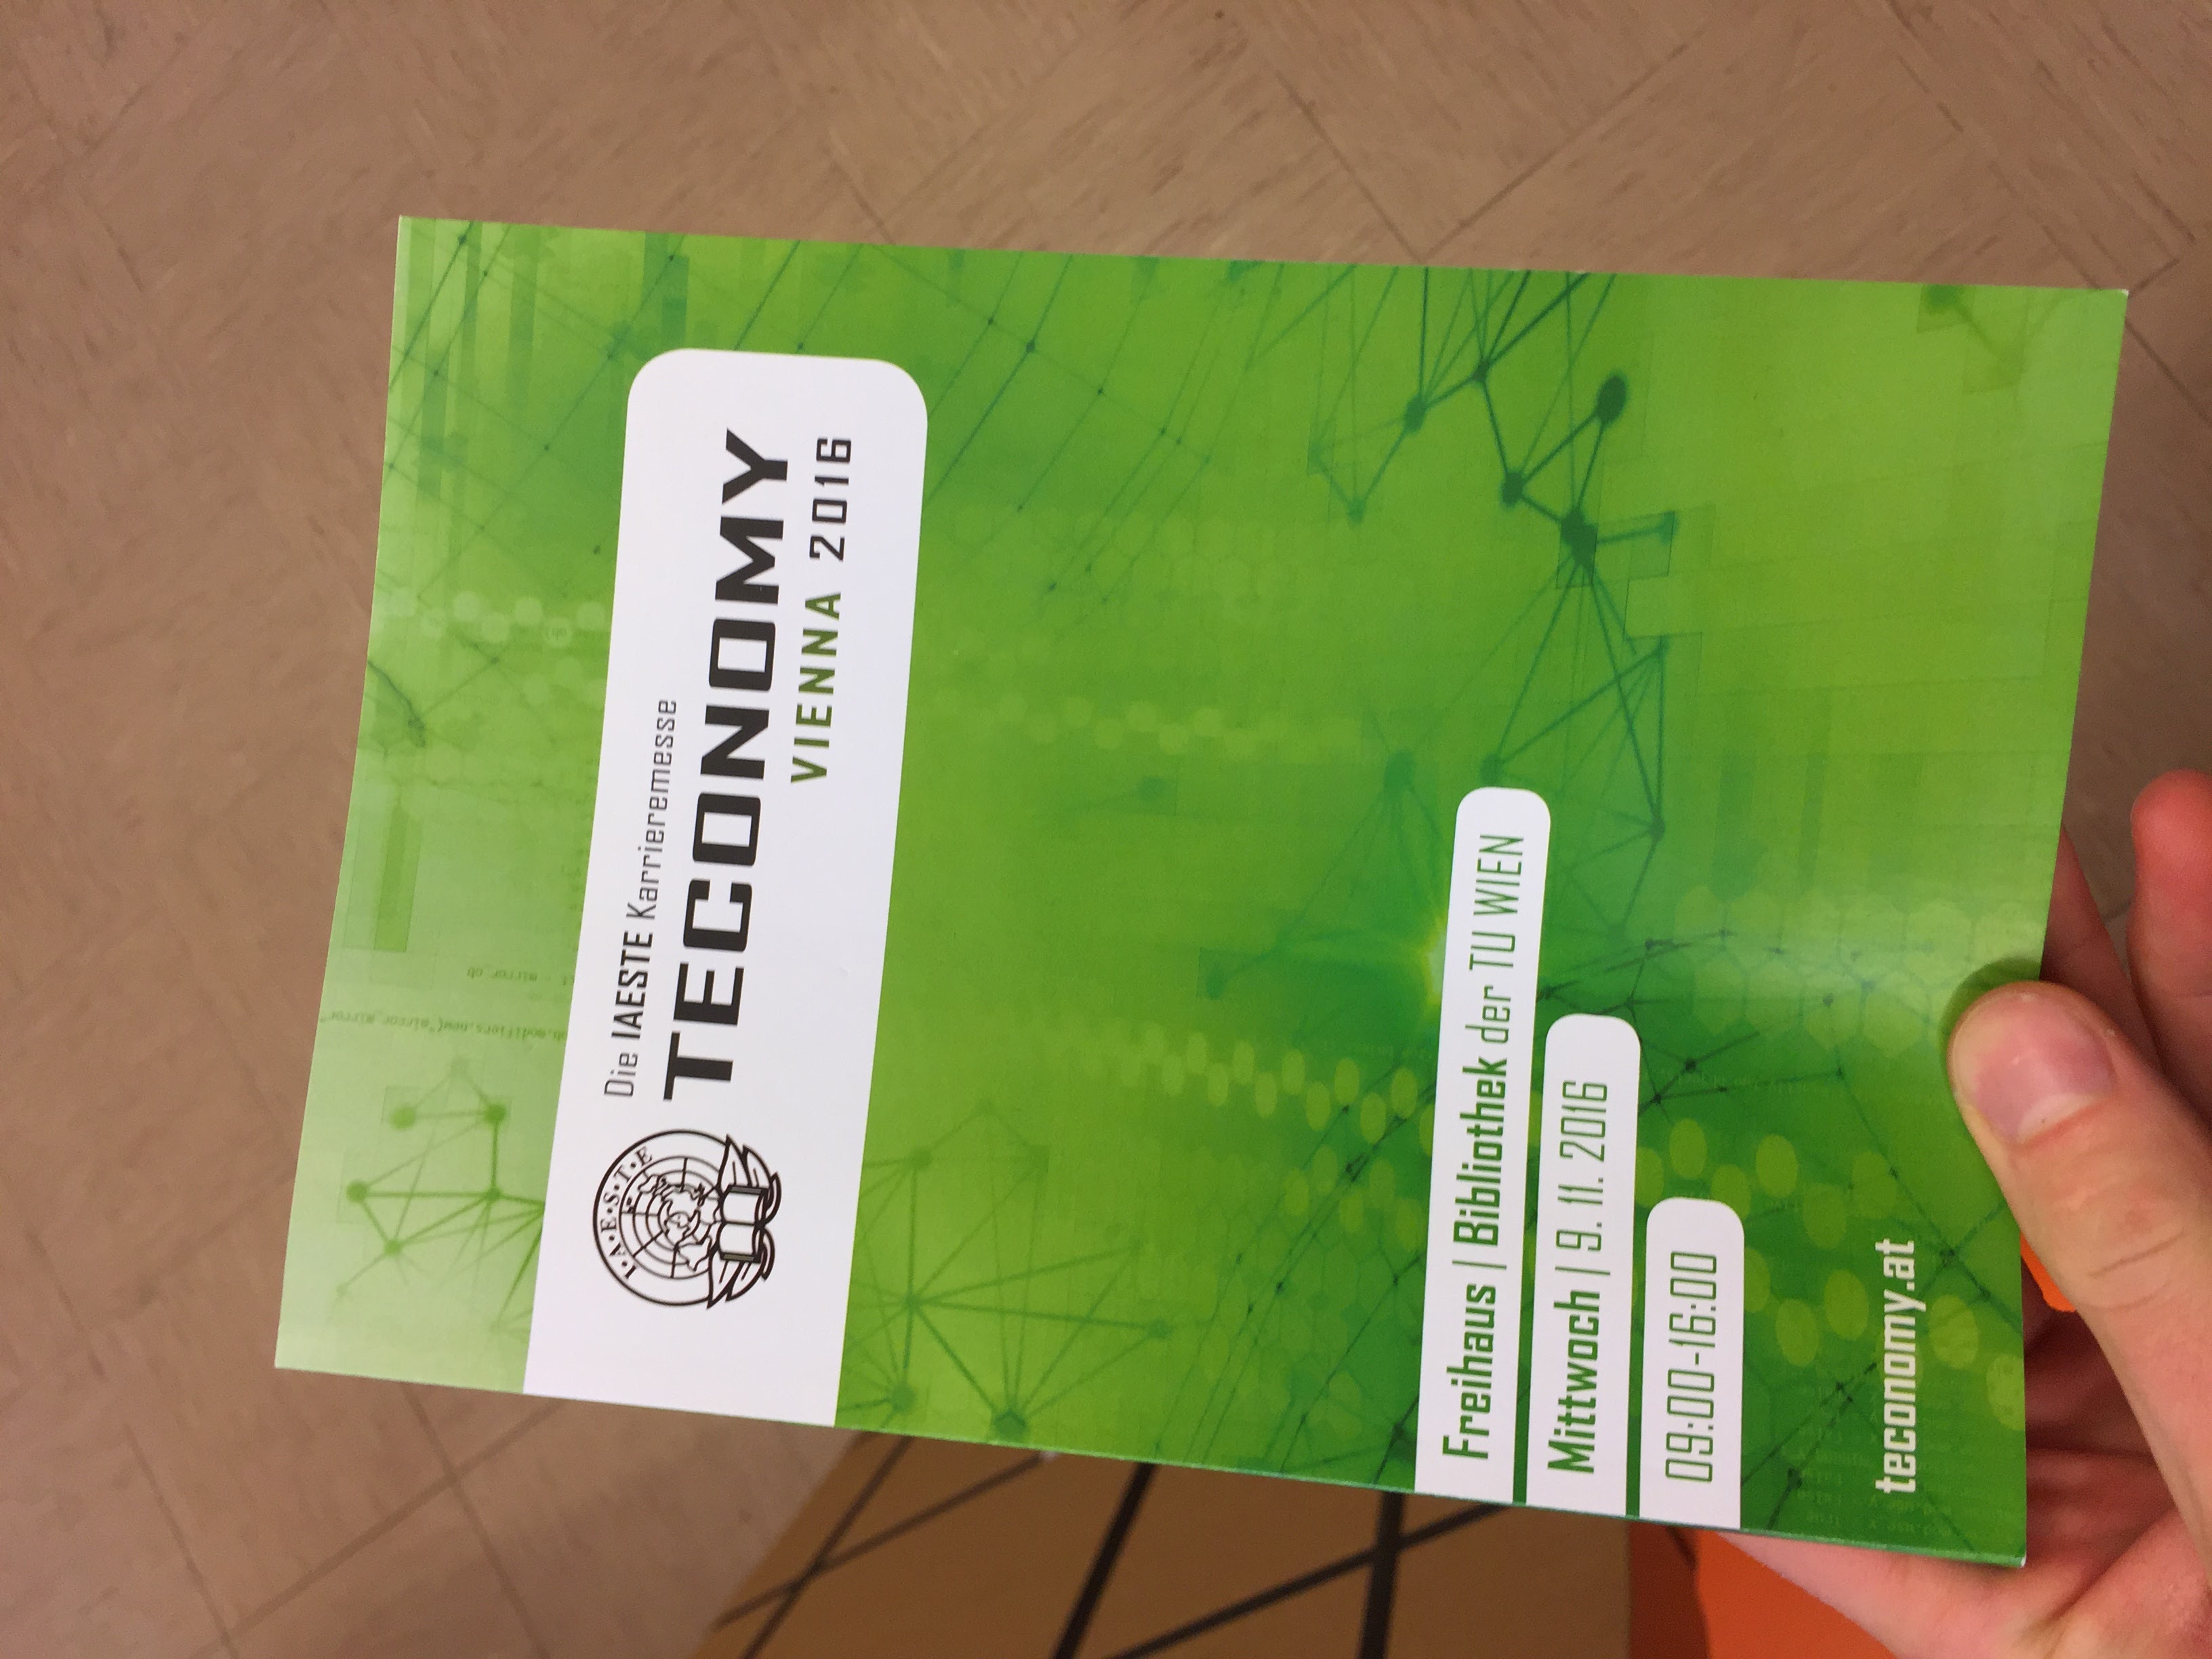 Die IAESTE Karrieremesse
TECONOMY
VIENNA 2016
I.A.E.S.T.E
Freihaus | Bibliothek der TU WIEN
Mittwoch | 9. 11. 2016
09:00-16:00
teconomy.at